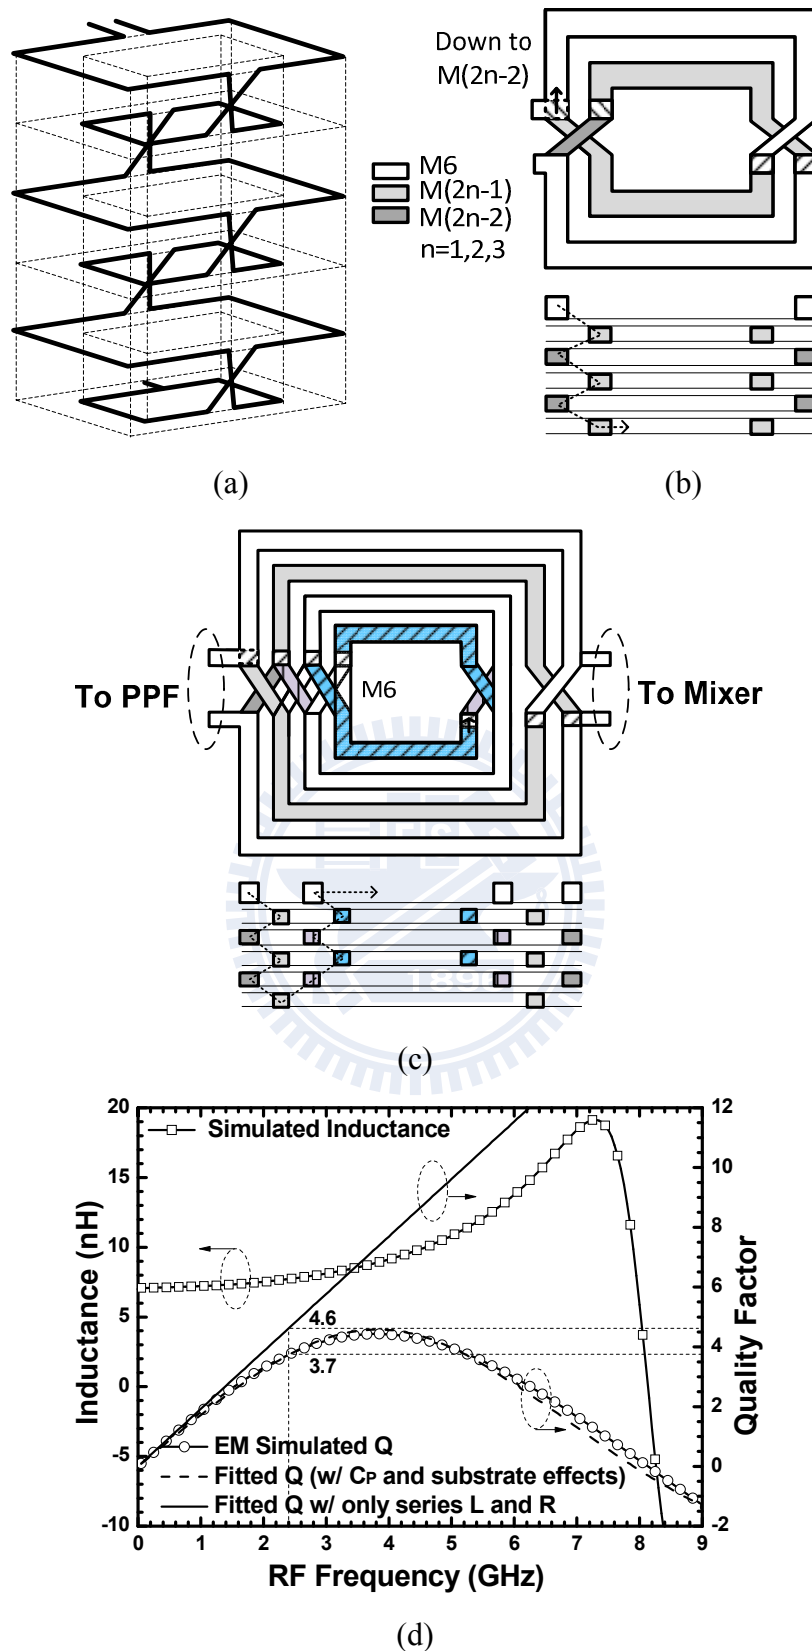 Down to
M(2n-2)
M6
M(2n-1)
M(2n-2)
n=1,2,3
(a)
(b)
To PPF
M6
To Mixer
1896
(c)
20
15
10
5
0
-5
-10
Inductance (nH)
12
10
8
6
4
2
0
-2
Quality Factor
Simulated Inductance
4.6
3.7
EM Simulated Q
Fitted Q (w/ CP and substrate effects)
Fitted Q w/ only series L and R
0 1 2 3 4 5 6 7 8 9
RF Frequency (GHz)
(d)